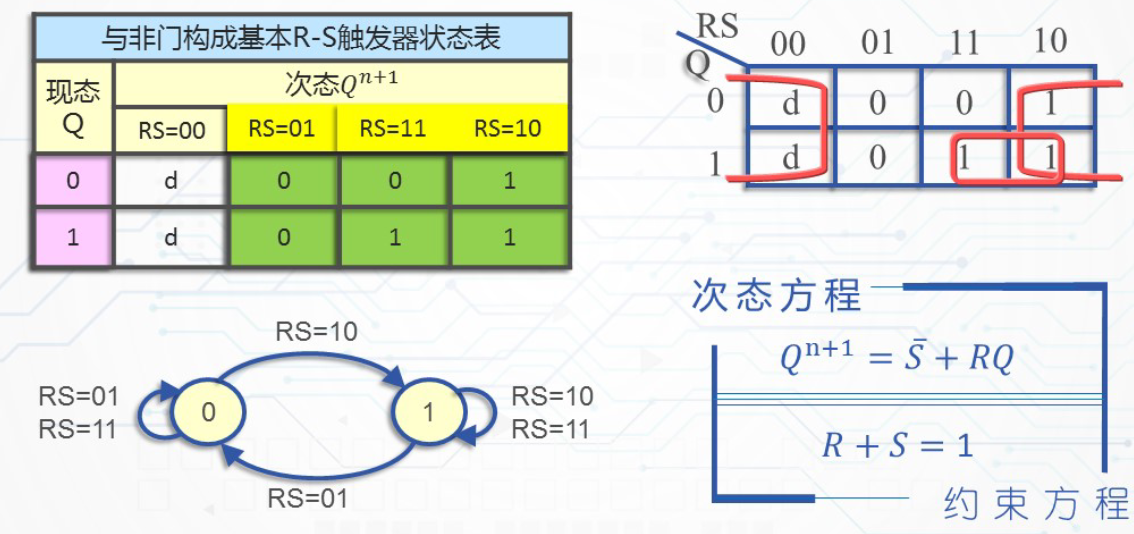 与非门构成基本R-S触发器状态表
现态
Q
次态Qⁿ⁺¹
RS=00 RS=01 RS=11 RS=10
0 d 0 0 1
1 d 0 1 1
RS
Q
00 01 11 10
0 d 0 0 1
1 d 0 1 1
RS=10
RS=01
RS=11
0
1
RS=10
RS=11
RS=01
次态方程
Qⁿ⁺¹ = S̄ + RQ
R + S = 1
约束方程